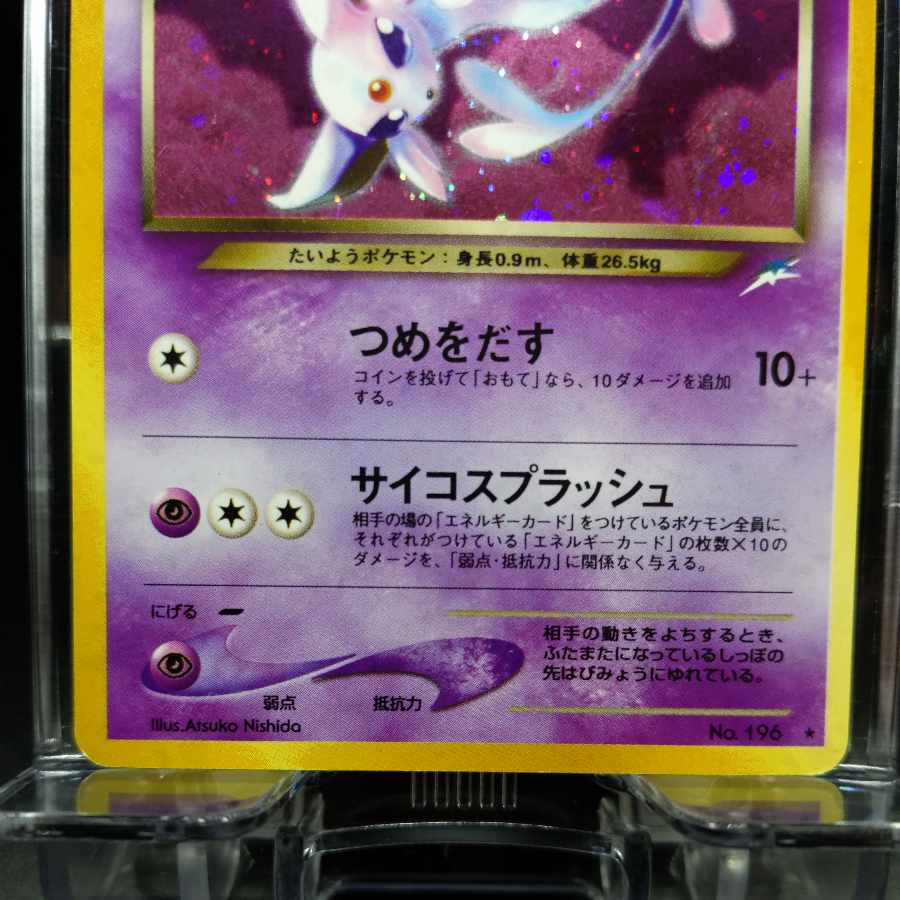 たいようポケモン：身長0.9m、体重26.5kg
つめをだす
10+
コインを投げて「おもて」なら、10ダメージを追加
する。
サイコスプラッシュ
相手の場の「エネルギーカード」をつけているポケモン全員に、
それぞれがつけている「エネルギーカード」の枚数×10の
ダメージを、「弱点・抵抗力」に関係なく与える。
にげる
弱点
抵抗力
相手の動きをよちするとき、
ふたまたになっているしっぽの
先はびみょうにゆれている。
Illus.Atsuko Nishida
No. 196 ★